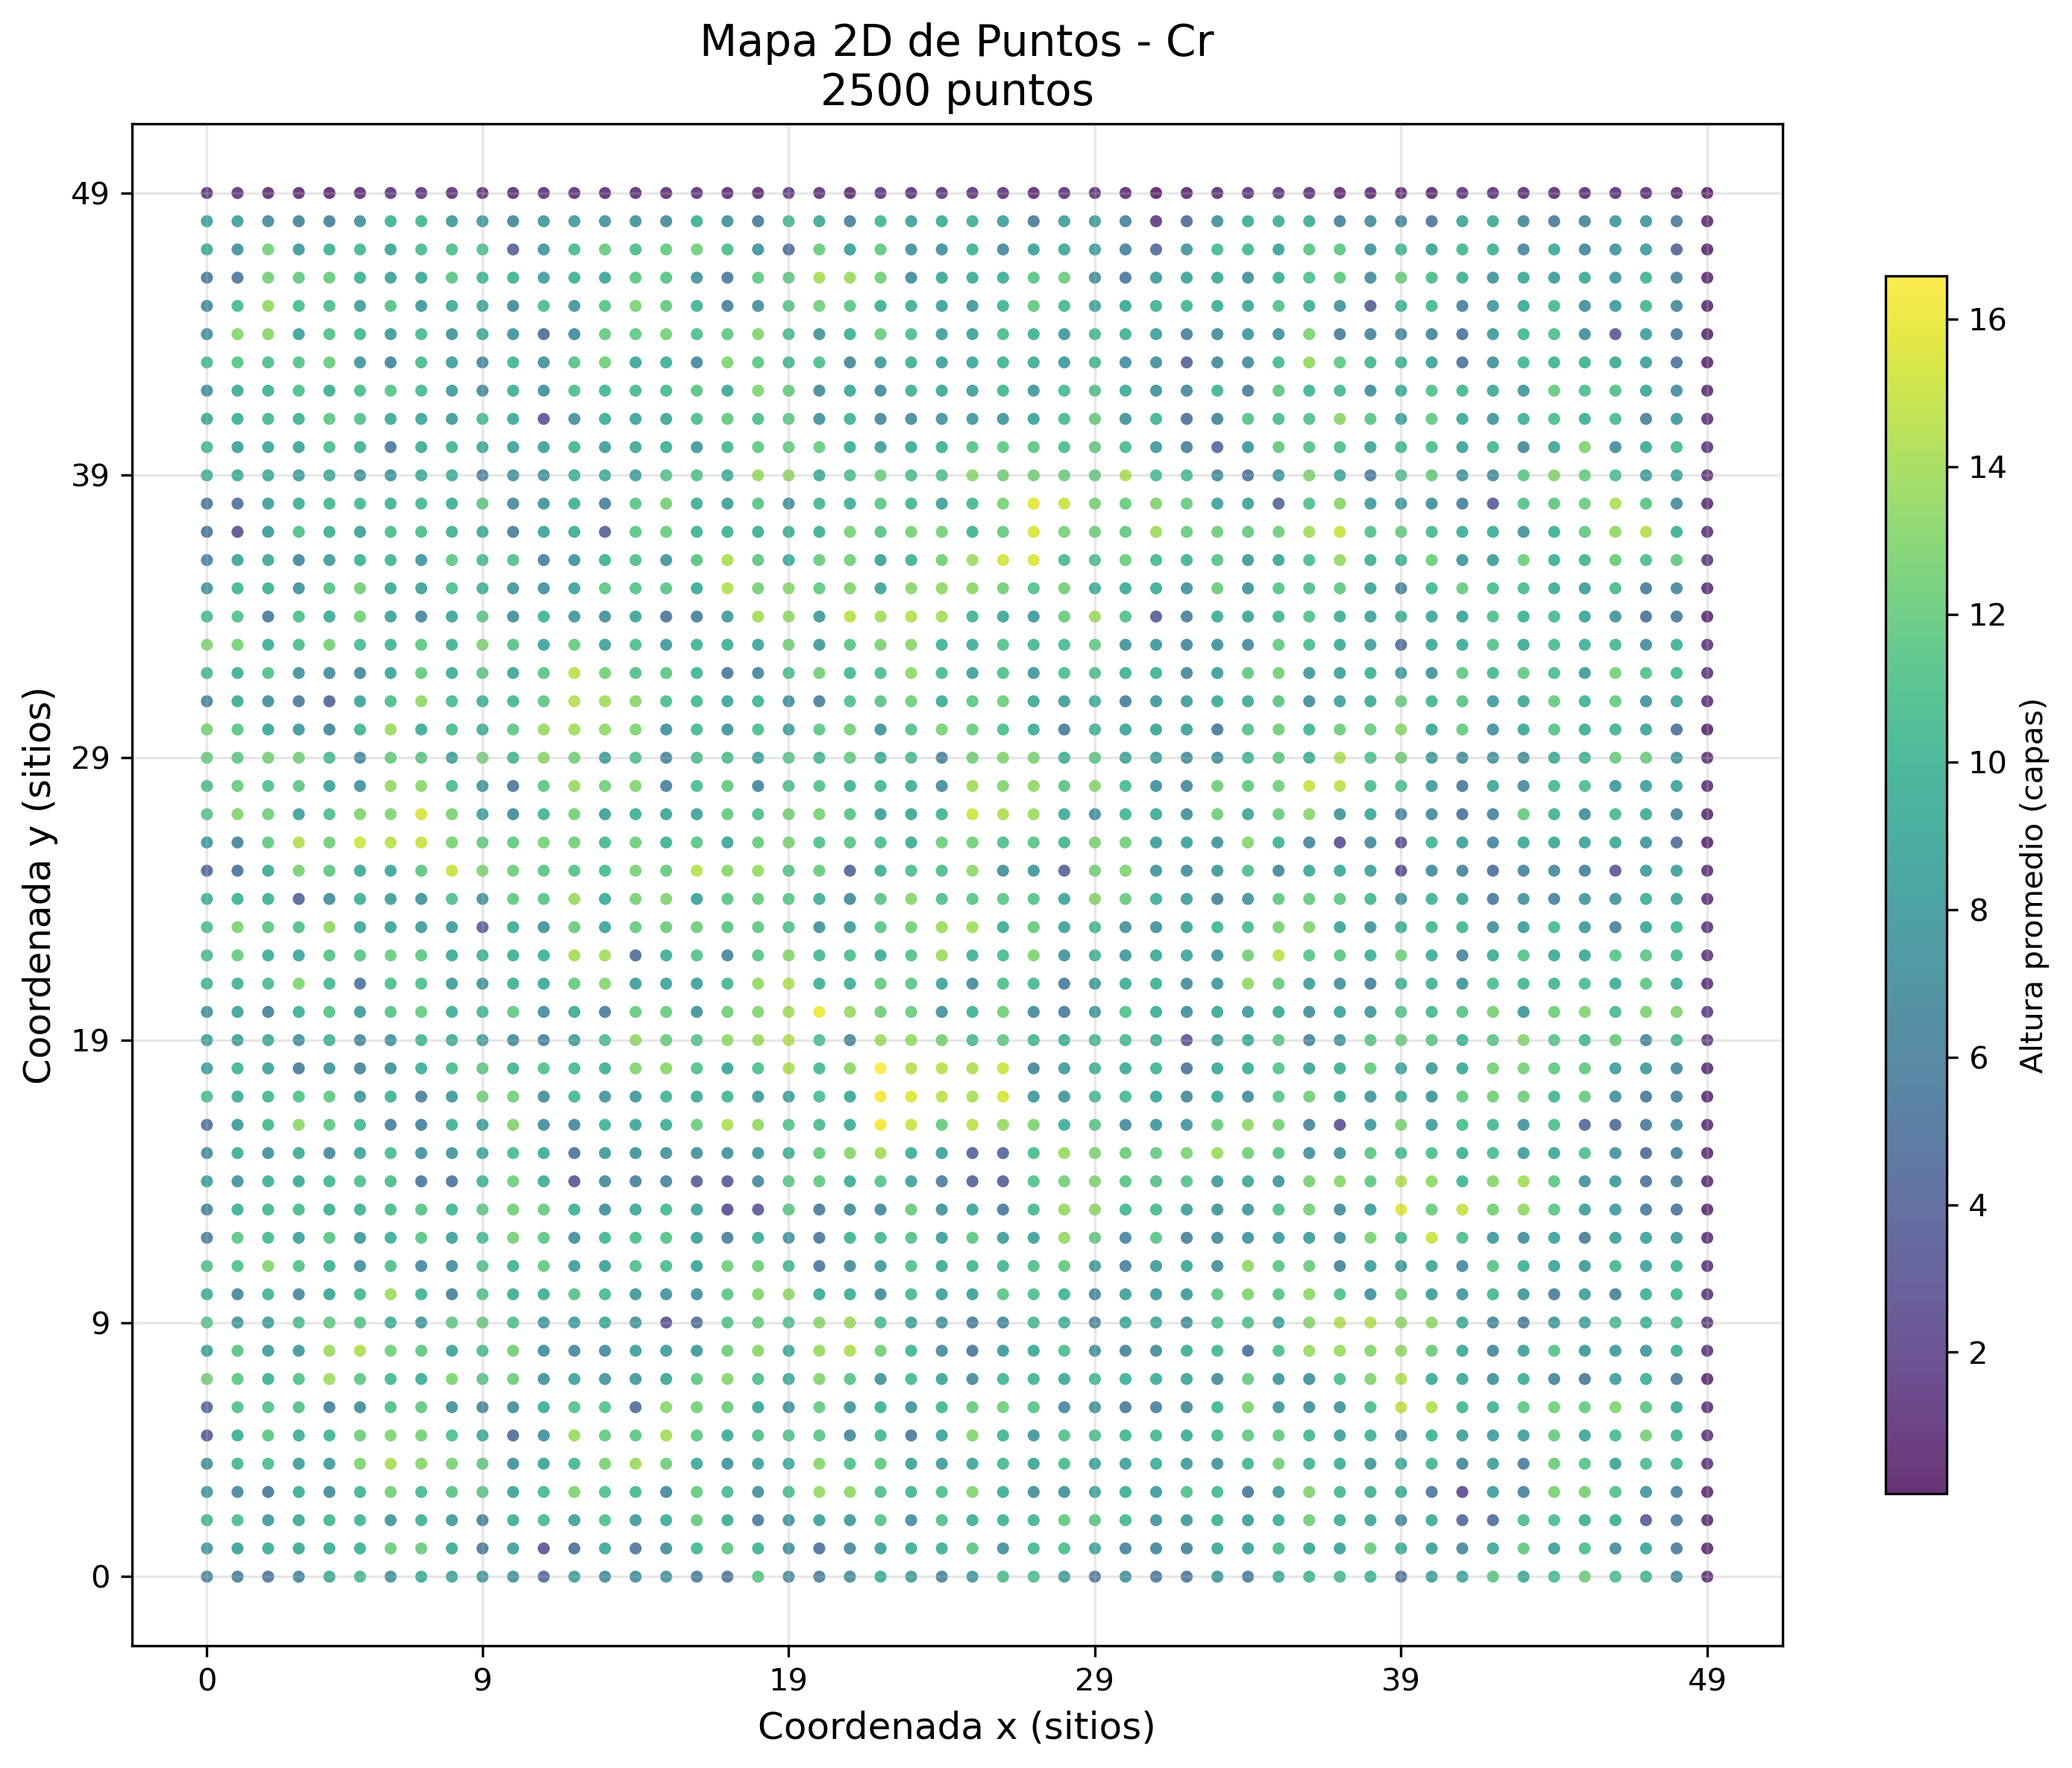 Mapa 2D de Puntos - Cr
2500 puntos
Coordenada y (sitios)
49
39
29
19
9
0
0 9 19 29 39 49
Coordenada x (sitios)
16
14
12
10
8
6
4
2
Altura promedio (capas)